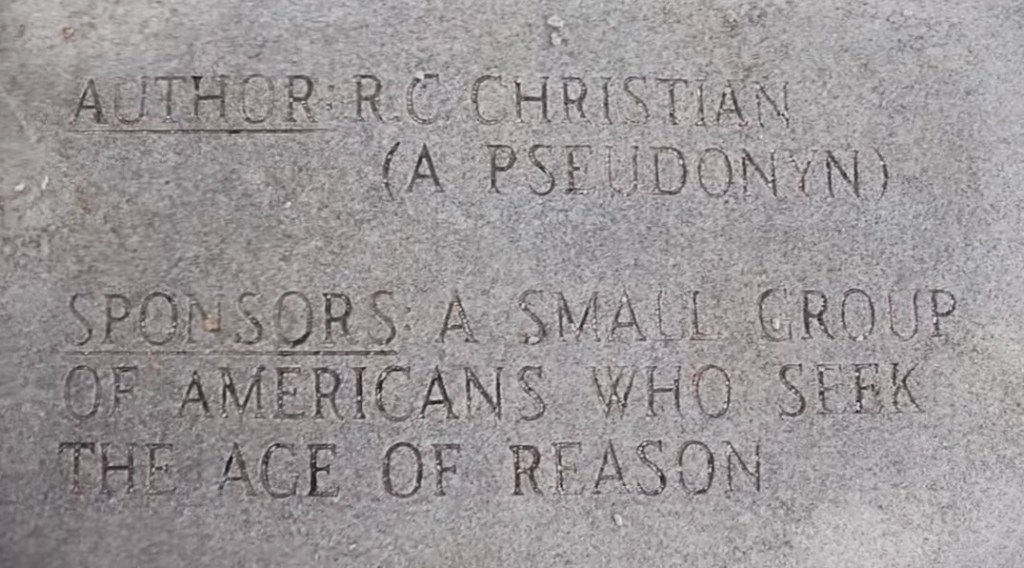 AUTHOR: R.C. CHRISTIAN
(A PSEUDONYN)
SPONSORS: A SMALL GROUP
OF AMERICANS WHO SEEK
THE AGE OF REASON